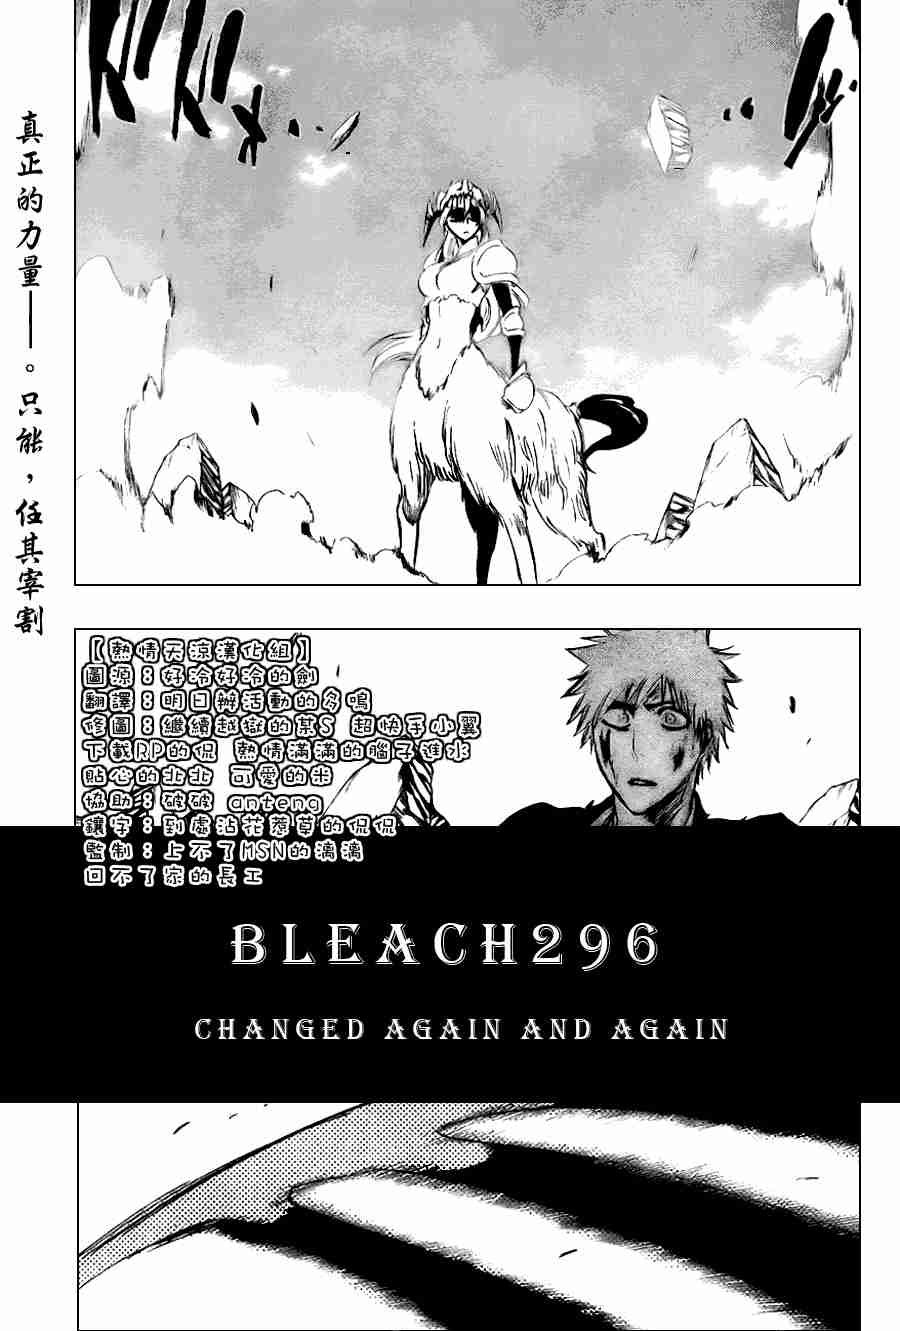 真正的力量——。只能，任其宰割
【熱情天涼漢化組】
圖源：好冷好冷的劍
翻譯：明日辦活動的多鳴
修圖：繼續越獄的某S 超快手小翼
下載RP的侃 熱情滿滿的腦子進水
貼心的北北 可愛的米
協助：破破 anteng
鑲字：到處沾花惹草的侃侃
監制：上不了MSN的漓漓
回不了家的長工
BLEACH296
CHANGED AGAIN AND AGAIN